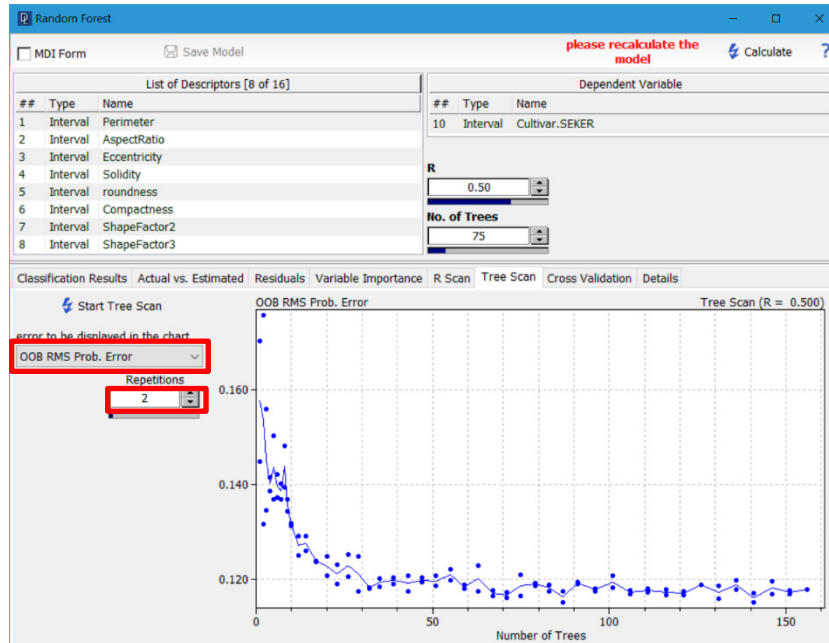 Random Forest
MDI Form
Save Model
please recalculate the
model
Calculate
?
List of Descriptors [8 of 16]
## Type Name
1 Interval Perimeter
2 Interval AspectRatio
3 Interval Eccentricity
4 Interval Solidity
5 Interval roundness
6 Interval Compactness
7 Interval ShapeFactor2
8 Interval ShapeFactor3
Dependent Variable
## Type Name
10 Interval Cultivar.SEKER
R
0.50
No. of Trees
75
Classification Results Actual vs. Estimated Residuals Variable Importance R Scan Tree Scan Cross Validation Details
Start Tree Scan
error to be displayed in the chart
OOB RMS Prob. Error
Repetitions
2
OOB RMS Prob. Error
Tree Scan (R = 0.500)
0.160
0.140
0.120
0 50 100 150
Number of Trees